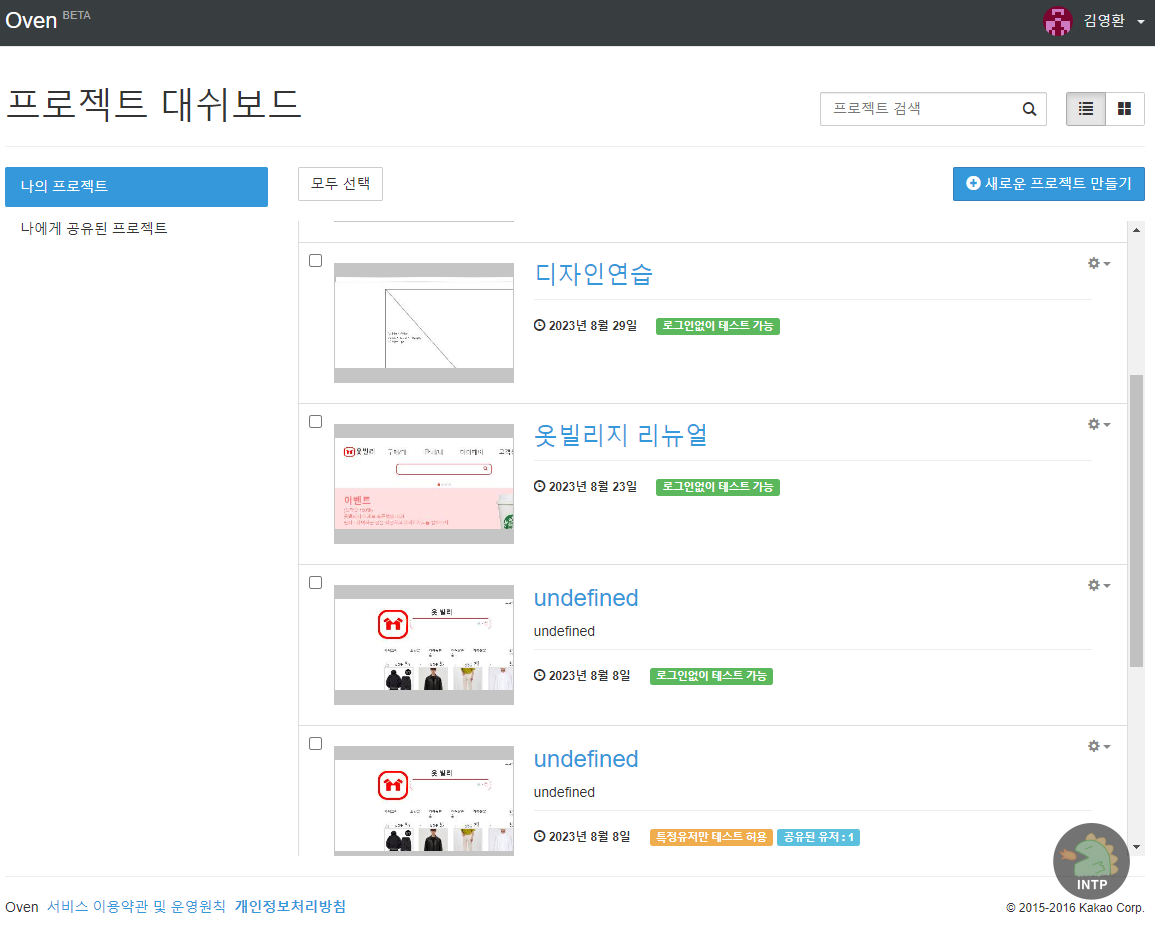 Oven BETA
김영환
프로젝트 대쉬보드
프로젝트 검색
나의 프로젝트
나에게 공유된 프로젝트
모두 선택
새로운 프로젝트 만들기
디자인연습
2023년 8월 29일 로그인없이 테스트 가능
옷빌리지 리뉴얼
2023년 8월 23일 로그인없이 테스트 가능
옷빌리
이벤트
undefined
undefined
2023년 8월 8일 로그인없이 테스트 가능
옷 빌리
undefined
undefined
2023년 8월 8일 특정유저만 테스트 허용 공유된 유저 : 1
옷 빌리
INTP
Oven 서비스 이용약관 및 운영원칙 개인정보처리방침
© 2015-2016 Kakao Corp.